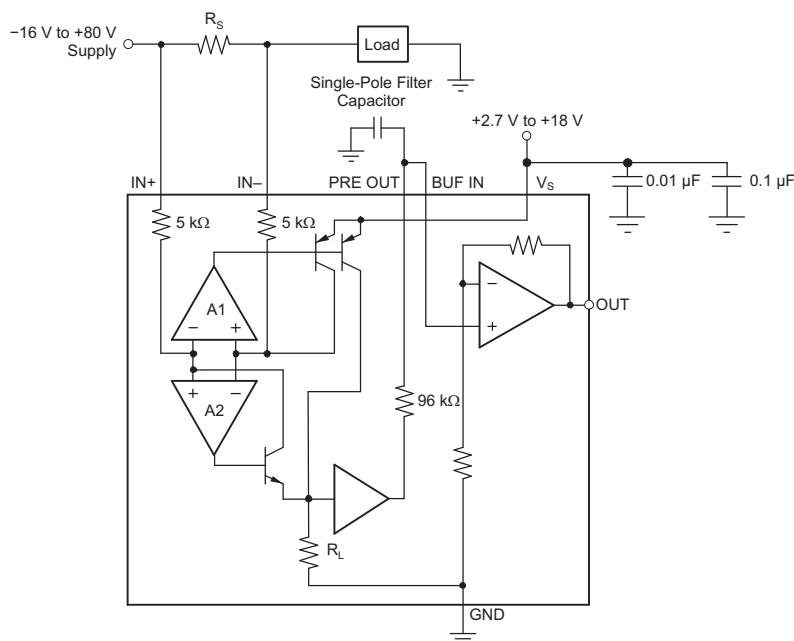 R_S
−16 V to +80 V
Supply
Load
Single-Pole Filter
Capacitor
+2.7 V to +18 V
IN+
IN–
PRE OUT
BUF IN
V_S
0.01 μF
0.1 μF
5 kΩ
5 kΩ
A1
−
+
−
+
OUT
+
−
A2
96 kΩ
R_L
GND